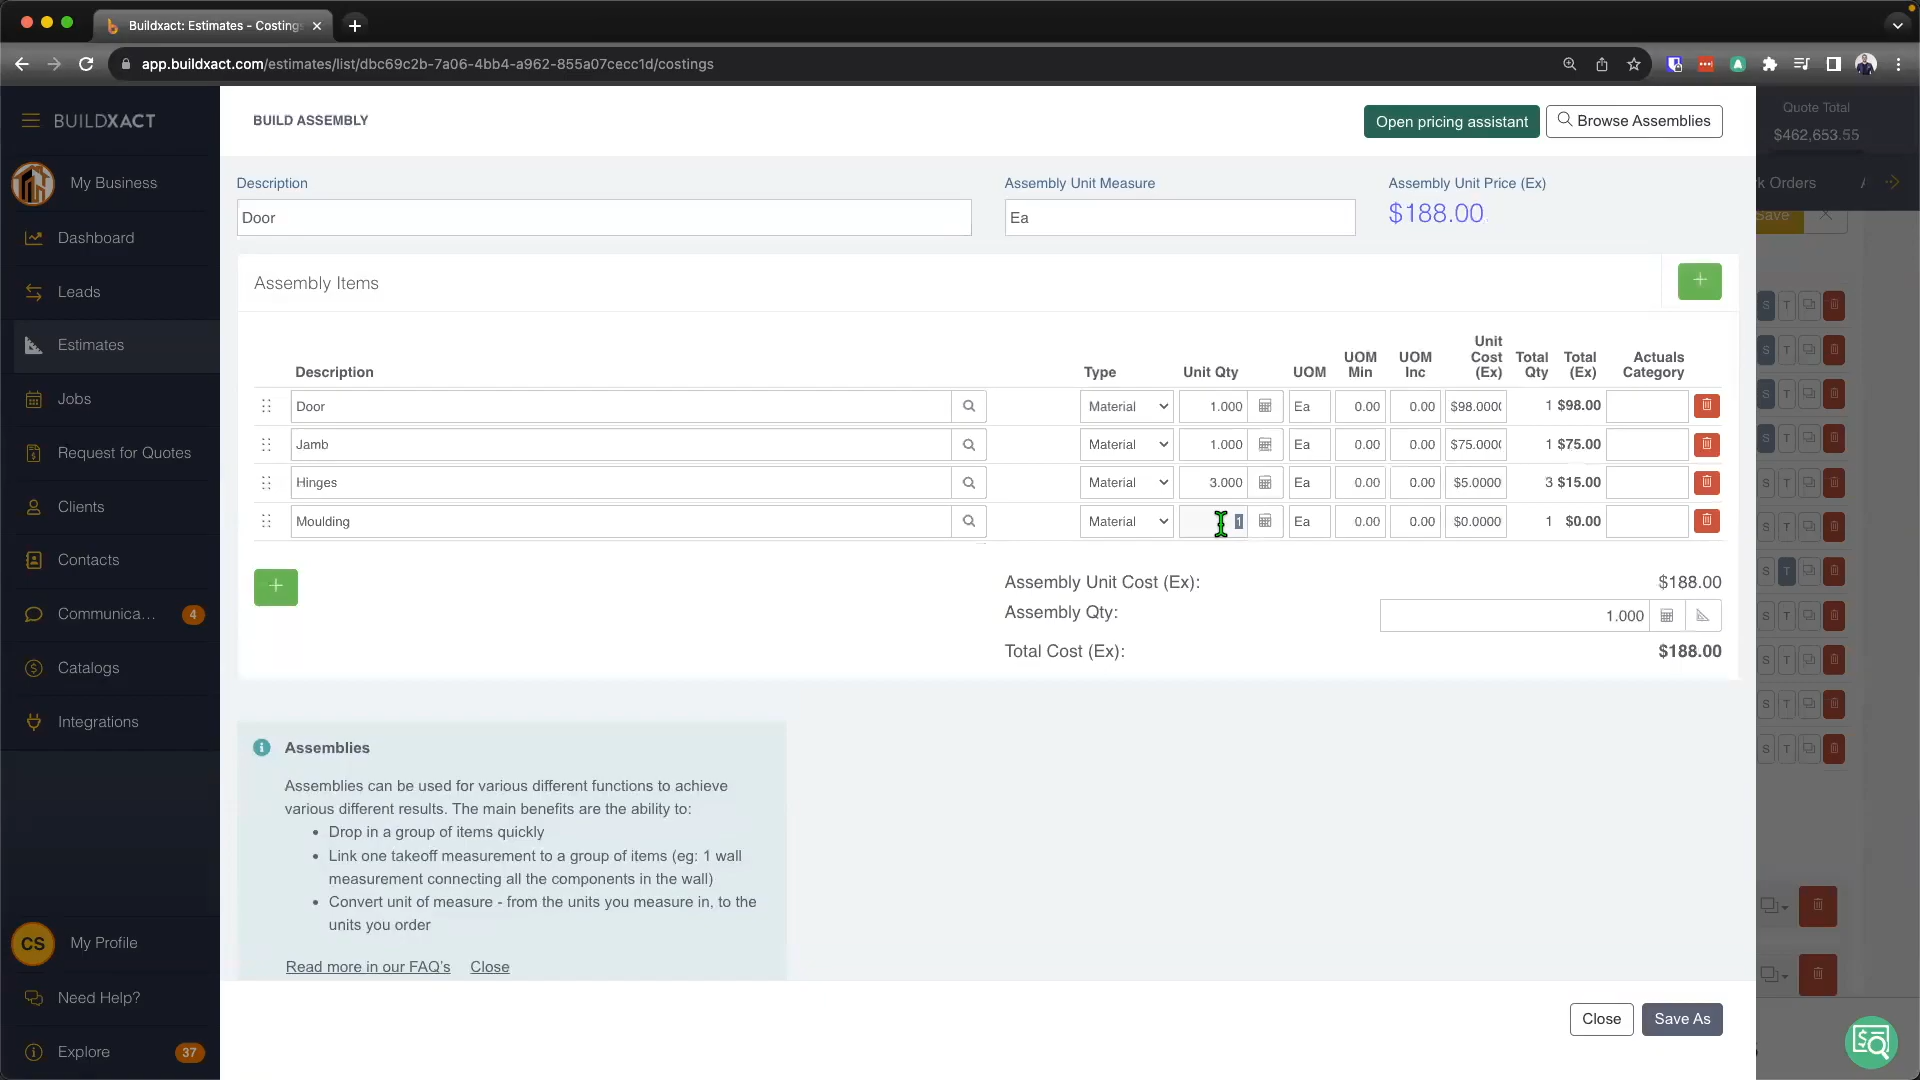 Buildxact: Estimates - Costing
app.buildxact.com/estimates/list/dbc69c2b-7a06-4bb4-a962-855a07cecc1d/costings
BUILDXACT
My Business
Dashboard
Leads
Estimates
Jobs
Request for Quotes
Clients
Contacts
Communica... 4
Catalogs
Integrations
CS My Profile
Need Help?
Explore 37
BUILD ASSEMBLY
Open pricing assistant
Browse Assemblies
Quote Total
$462,653.55
k Orders
Save
Description
Assembly Unit Measure
Assembly Unit Price (Ex)
Door
Ea
$188.00
Assembly Items
+
Description Type Unit Qty UOM UOM Min UOM Inc Unit Cost (Ex) Total Qty Total (Ex) Actuals Category
Door Material 1.000 Ea 0.00 0.00 $98.000 1 $98.00
Jamb Material 1.000 Ea 0.00 0.00 $75.000 1 $75.00
Hinges Material 3.000 Ea 0.00 0.00 $5.0000 3 $15.00
Moulding Material 1 Ea 0.00 0.00 $0.0000 1 $0.00
+
Assembly Unit Cost (Ex): $188.00
Assembly Qty: 1.000
Total Cost (Ex): $188.00
Assemblies
Assemblies can be used for various different functions to achieve
various different results. The main benefits are the ability to:
• Drop in a group of items quickly
• Link one takeoff measurement to a group of items (eg: 1 wall
measurement connecting all the components in the wall)
• Convert unit of measure - from the units you measure in, to the
units you order
Read more in our FAQ's Close
Close
Save As
S T
S T
S T
S T
S T
S T
S T
S T
S T
S T
S T